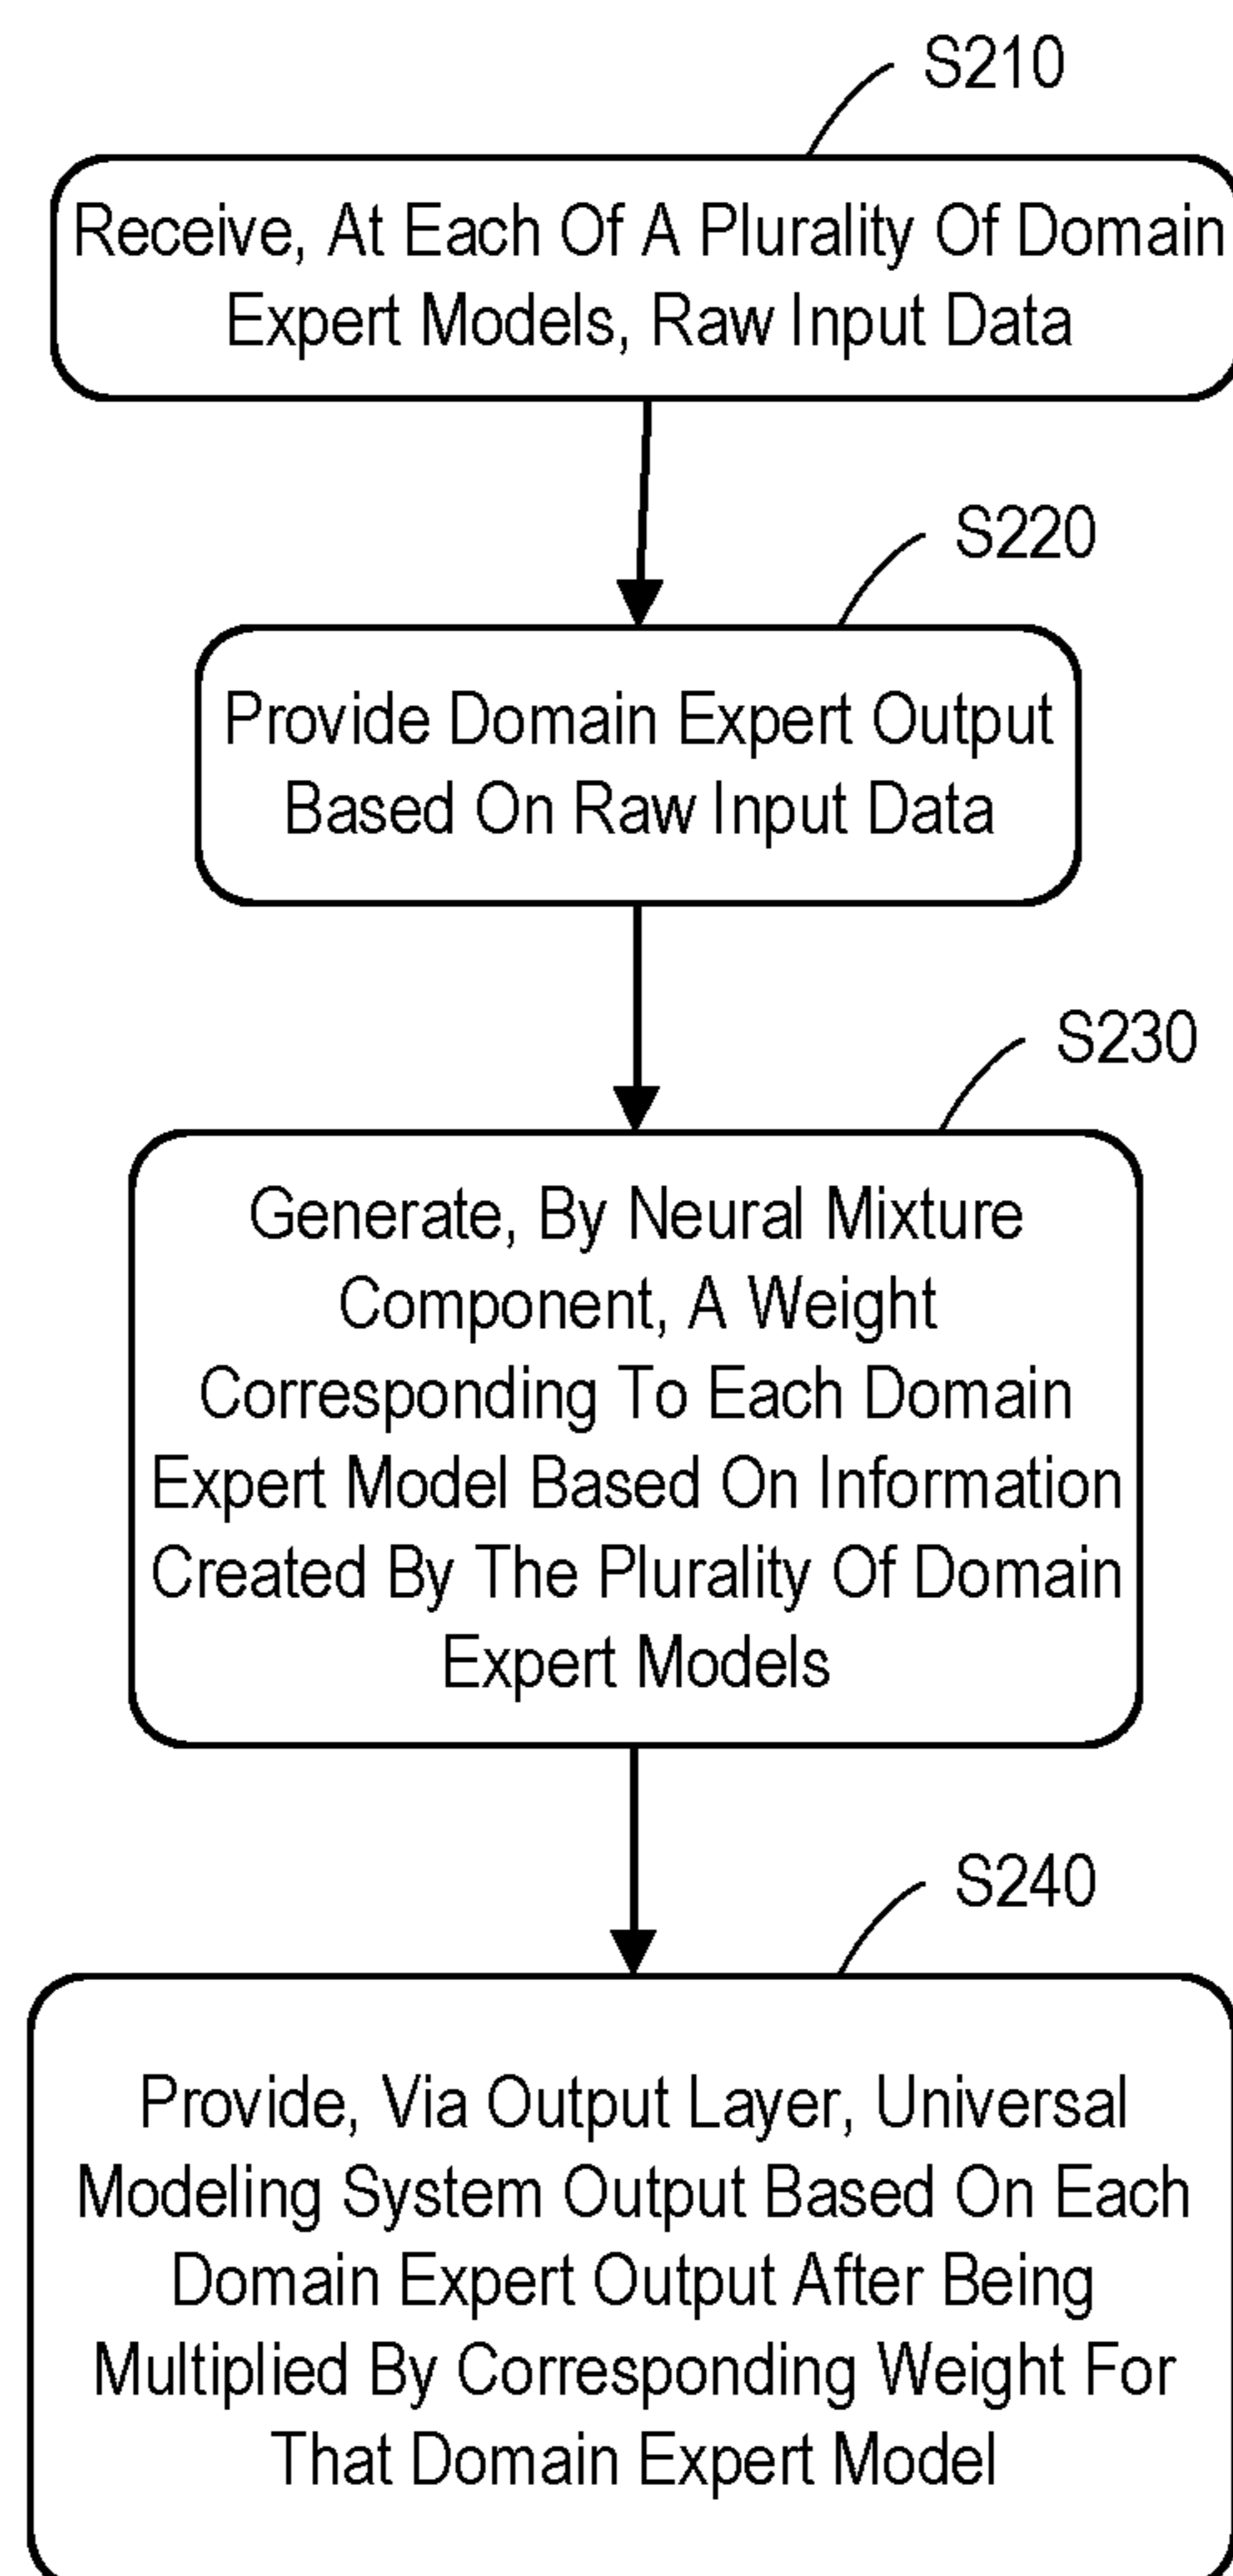 S210
Receive, At Each Of A Plurality Of Domain
Expert Models, Raw Input Data
S220
Provide Domain Expert Output
Based On Raw Input Data
S230
Generate, By Neural Mixture
Component, A Weight
Corresponding To Each Domain
Expert Model Based On Information
Created By The Plurality Of Domain
Expert Models
S240
Provide, Via Output Layer, Universal
Modeling System Output Based On Each
Domain Expert Output After Being
Multiplied By Corresponding Weight For
That Domain Expert Model